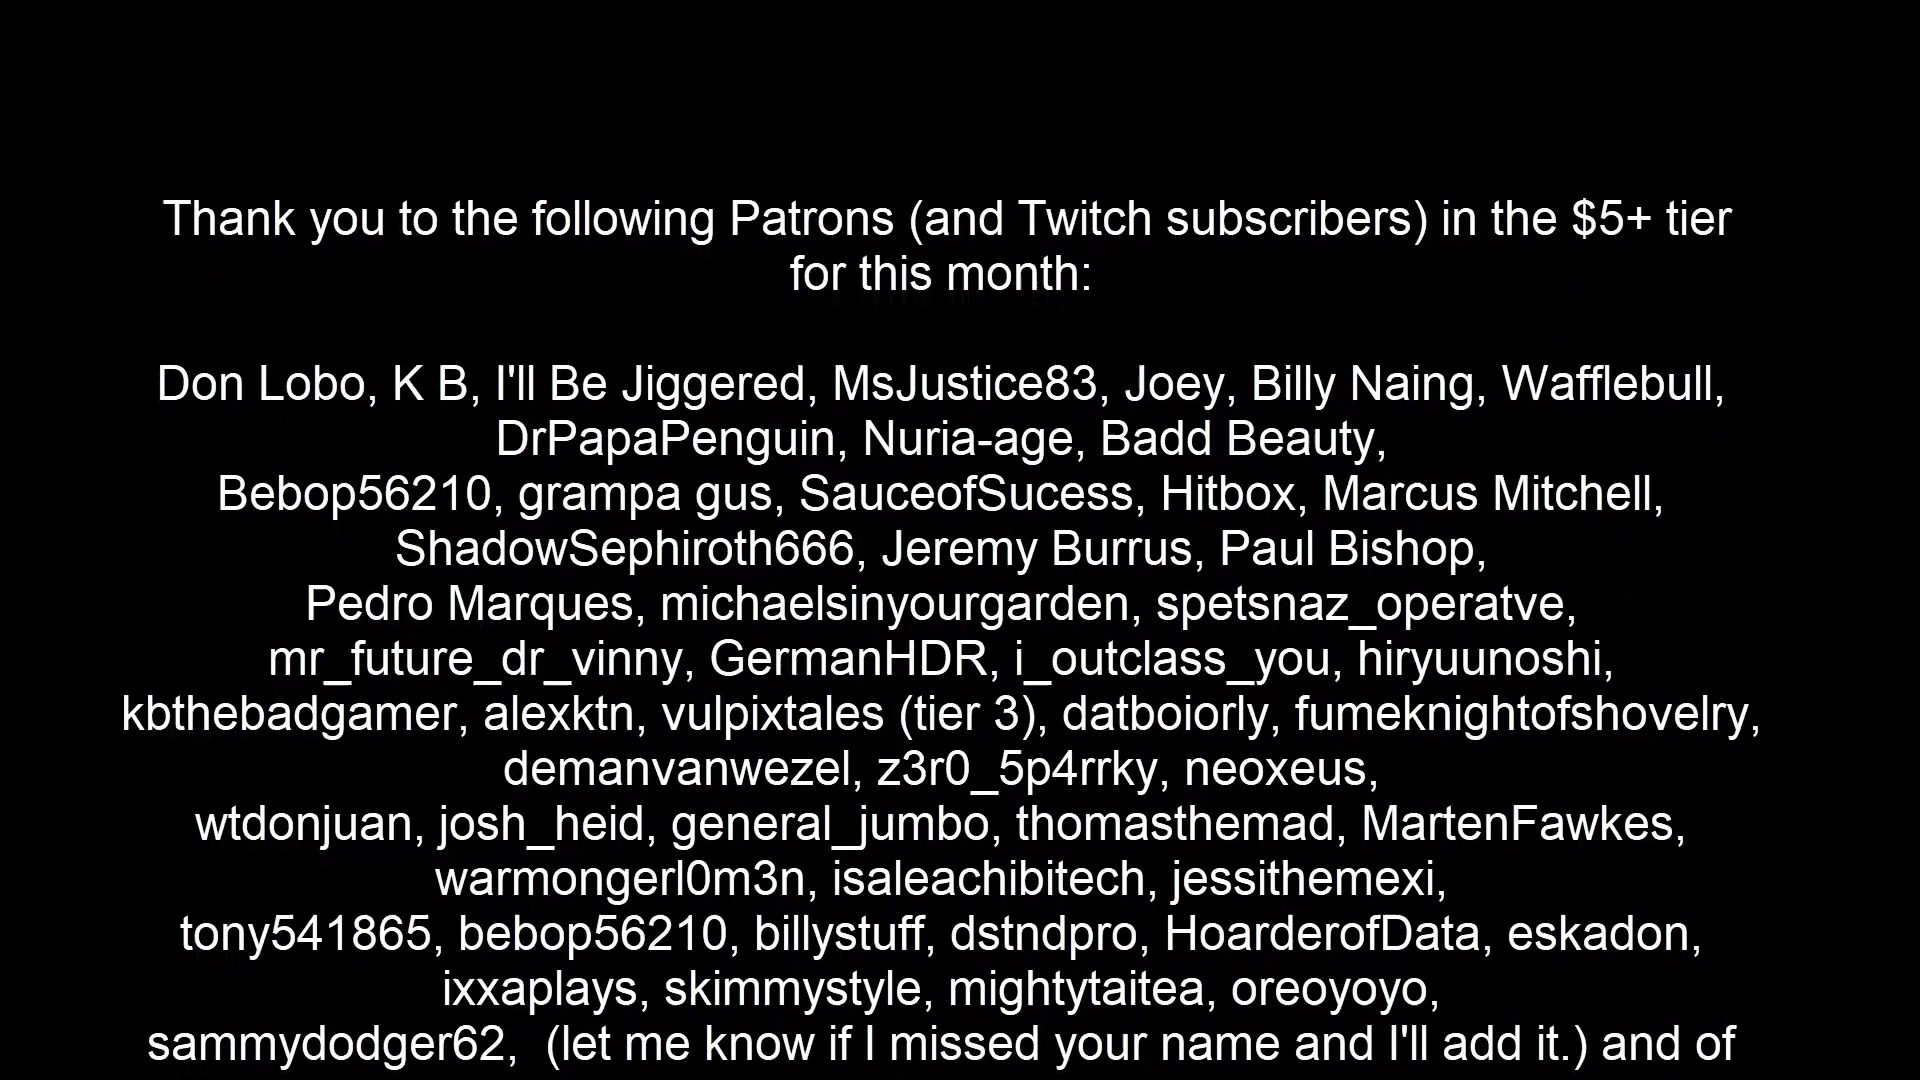 Thank you to the following Patrons (and Twitch subscribers) in the $5+ tier
for this month:
Don Lobo, K B, I'll Be Jiggered, MsJustice83, Joey, Billy Naing, Wafflebull,
DrPapaPenguin, Nuria-age, Badd Beauty,
Bebop56210, grampa gus, SauceofSucess, Hitbox, Marcus Mitchell,
ShadowSephiroth666, Jeremy Burrus, Paul Bishop,
Pedro Marques, michaelsinyourgarden, spetsnaz_operatve,
mr_future_dr_vinny, GermanHDR, i_outclass_you, hiryuunoshi,
kbthebadgamer, alexktn, vulpixtales (tier 3), datboiorly, fumeknightofshovelry,
demanvanwezel, z3r0_5p4rrky, neoxeus,
wtdonjuan, josh_heid, general_jumbo, thomasthemad, MartenFawkes,
warmongerl0m3n, isaleachibitech, jessithemexi,
tony541865, bebop56210, billystuff, dstndpro, HoarderofData, eskadon,
ixxaplays, skimmystyle, mightytaitea, oreoyoyo,
sammydodger62,  (let me know if I missed your name and I'll add it.) and of